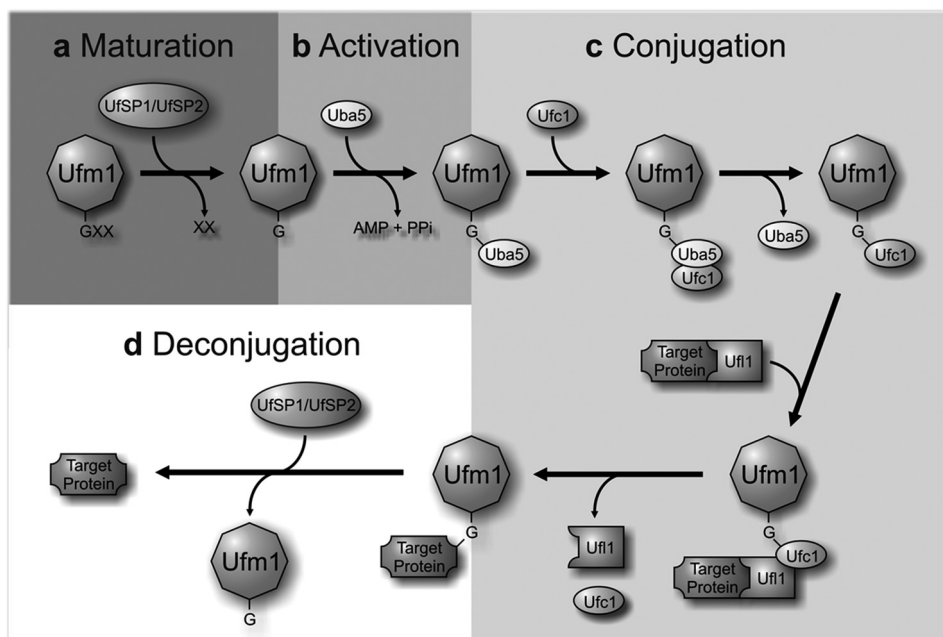 a Maturation
b Activation
c Conjugation
UfSP1/UfSP2
Uba5
Ufc1
Ufm1
Ufm1
Ufm1
Ufm1
Ufm1
GXX
XX
G
AMP + PPi
G
Uba5
G
Uba5
Ufc1
Uba5
G
Ufc1
Target
Protein
Ufl1
d Deconjugation
UfSP1/UfSP2
Target
Protein
Ufm1
G
Ufm1
G
Target
Protein
Ufl1
Ufc1
Ufm1
G
Ufc1
Target
Protein
Ufl1